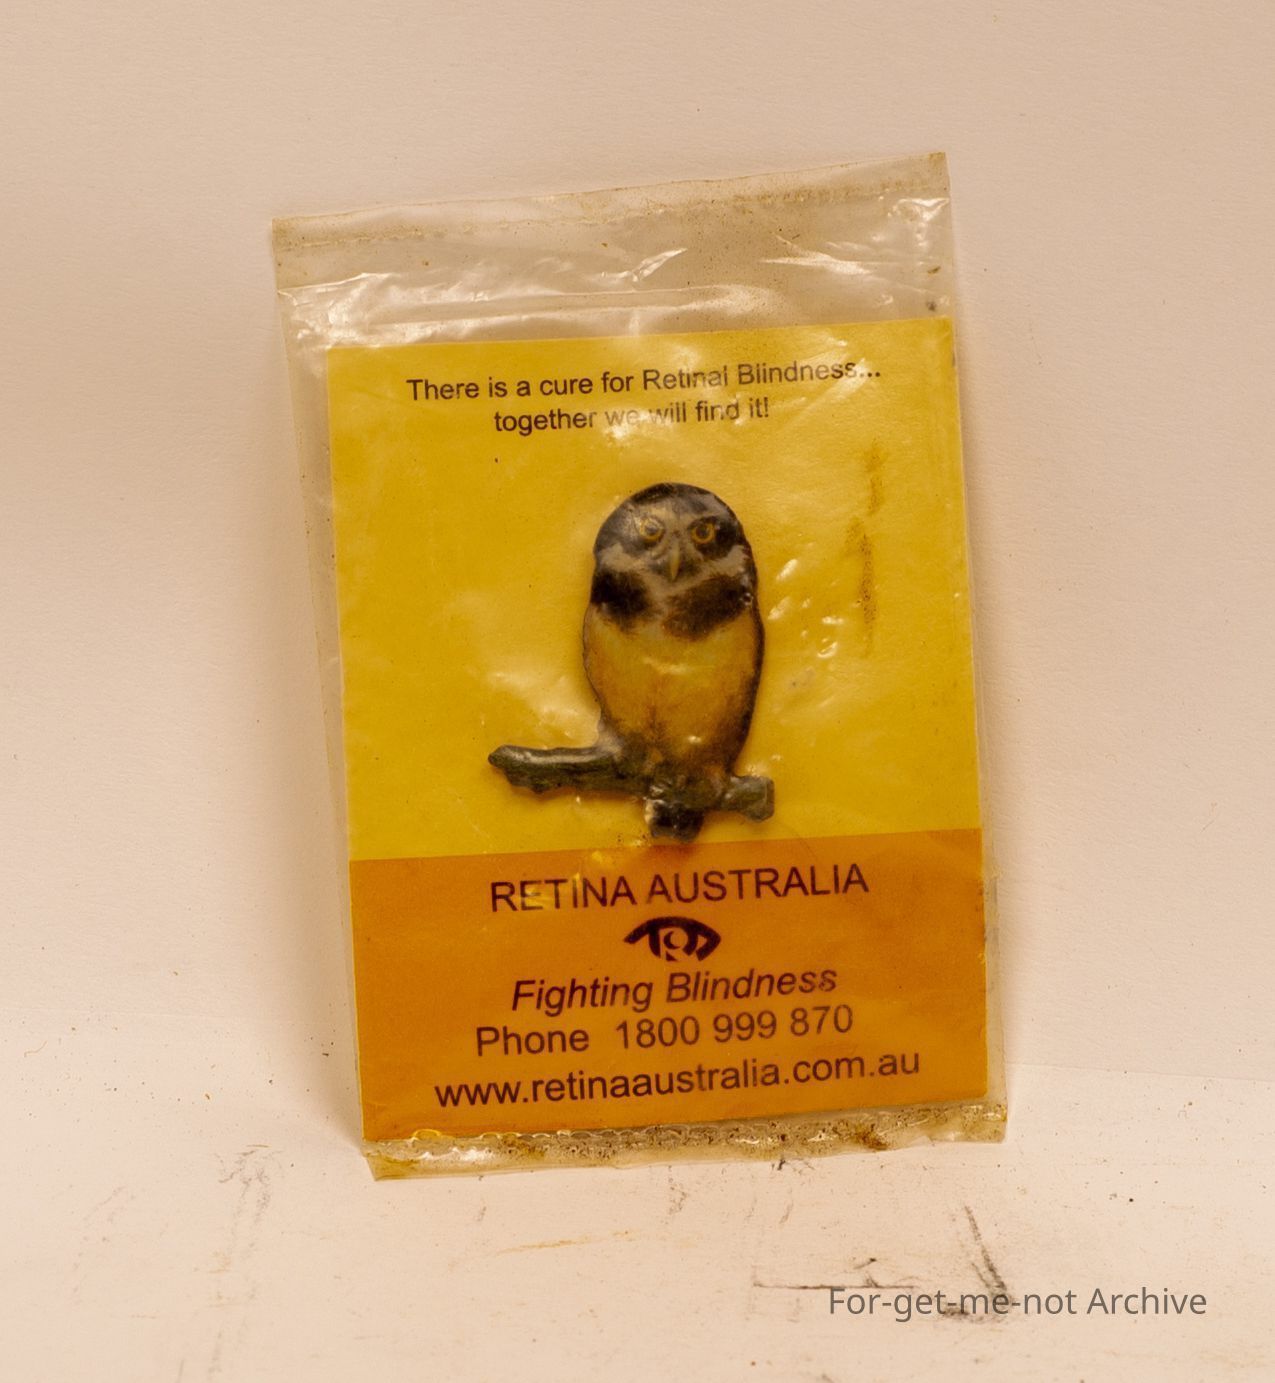 There is a cure for Retinal Blindness...
together we will find it!
RETINA AUSTRALIA
Fighting Blindness
Phone 1800 999 870
www.retinaaustralia.com.au
For-get-me-not Archive